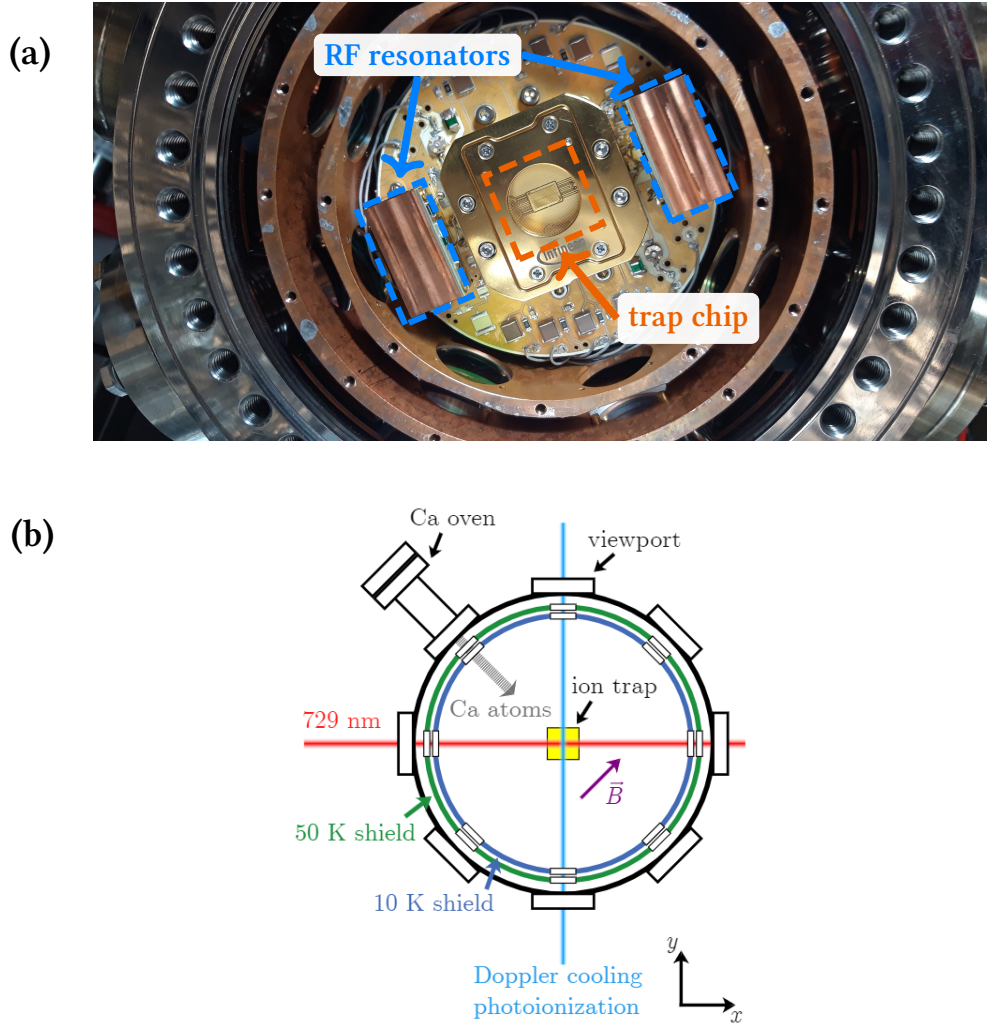 (a)
RF resonators
infineon
trap chip
(b)
Ca oven
viewport
ion trap
Ca atoms
729 nm
B⃗
50 K shield
10 K shield
y
x
Doppler cooling
photoionization